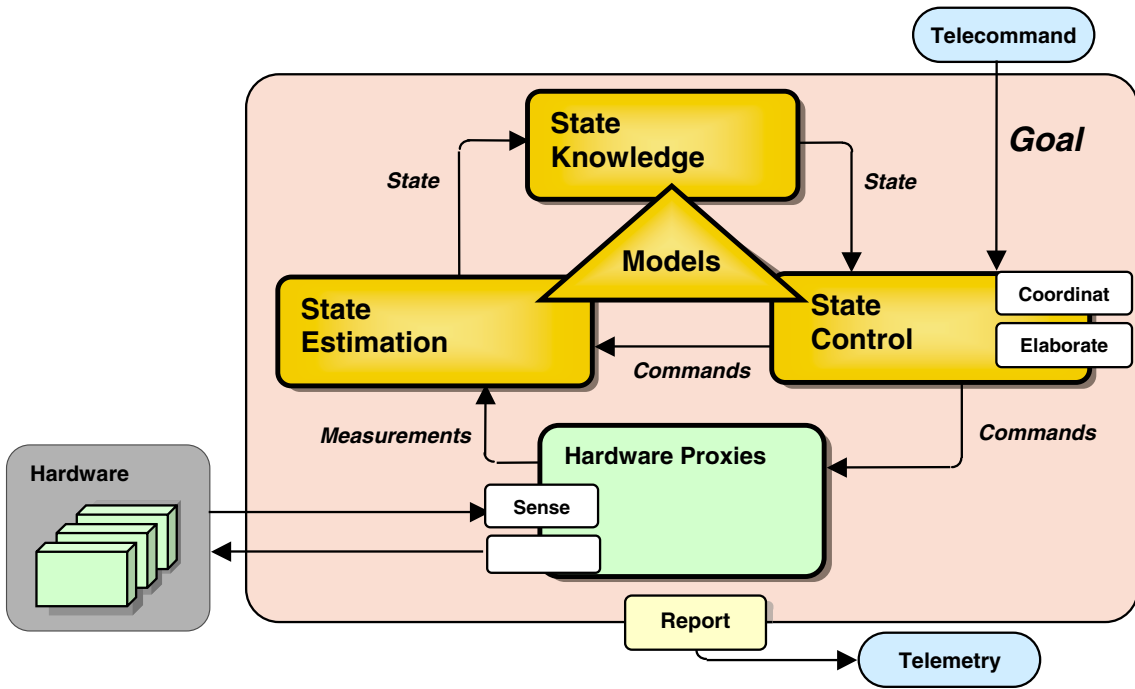 Telecommand
Goal
State
Knowledge
State
State
Models
State
Estimation
State
Control
Coordinat
Elaborate
Commands
Measurements
Commands
Hardware Proxies
Hardware
Sense
Report
Telemetry